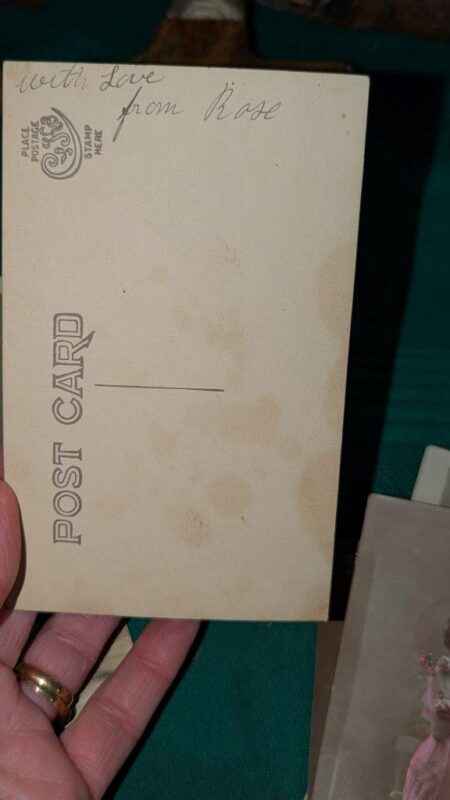 with Love
from Rose
PLACE
POSTAGE
STAMP
HERE
POST CARD